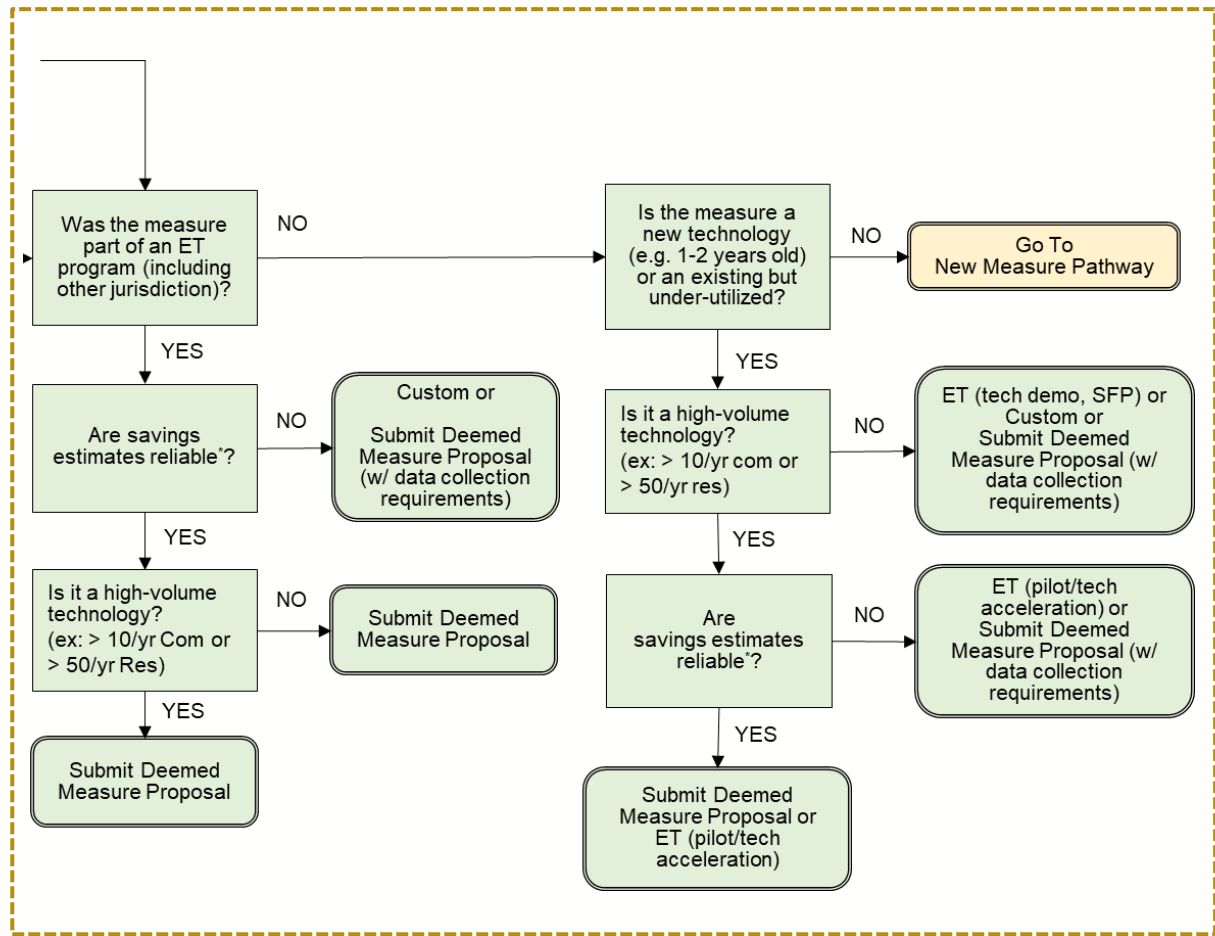 Was the measure
part of an ET
program (including
other jurisdiction)?
NO
Is the measure a
new technology
(e.g. 1-2 years old)
or an existing but
under-utilized?
NO
Go To
New Measure Pathway
YES
YES
Are savings
estimates reliable*?
NO
Custom or
Submit Deemed
Measure Proposal
(w/ data collection
requirements)
Is it a high-volume
technology?
(ex: > 10/yr com or
> 50/yr res)
NO
ET (tech demo, SFP) or
Custom or
Submit Deemed
Measure Proposal (w/
data collection
requirements)
YES
YES
Is it a high-volume
technology?
(ex: > 10/yr Com or
> 50/yr Res)
NO
Submit Deemed
Measure Proposal
Are
savings estimates
reliable*?
NO
ET (pilot/tech
acceleration) or
Submit Deemed
Measure Proposal (w/
data collection
requirements)
YES
YES
Submit Deemed
Measure Proposal
Submit Deemed
Measure Proposal or
ET (pilot/tech
acceleration)